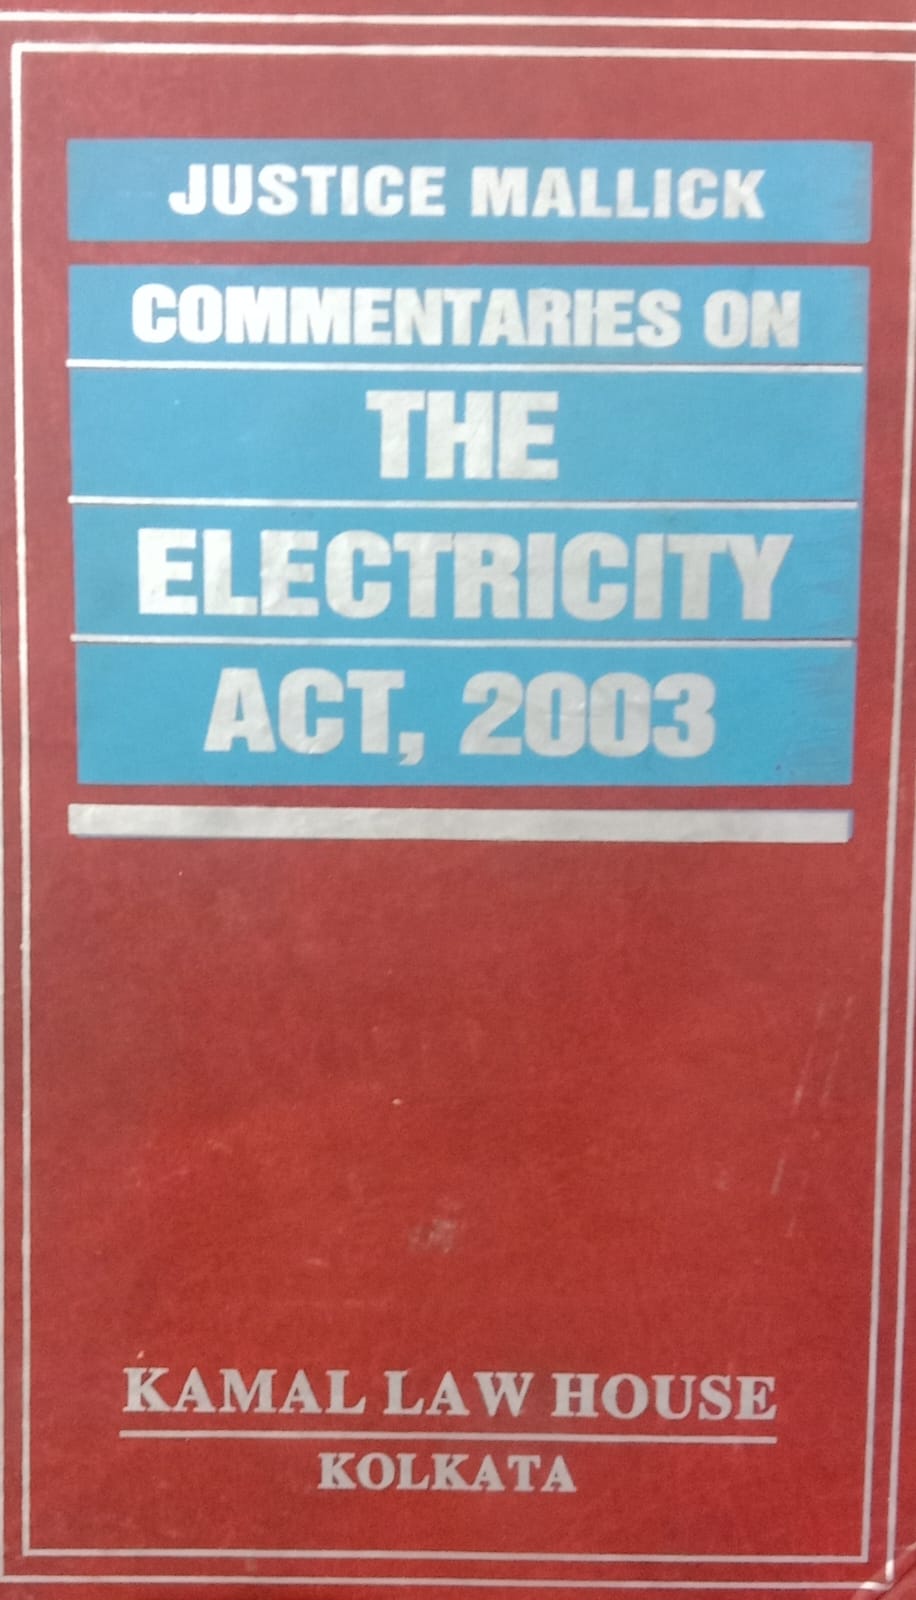 JUSTICE MALLICK
COMMENTARIES ON
THE
ELECTRICITY
ACT, 2003
KAMAL LAW HOUSE
KOLKATA